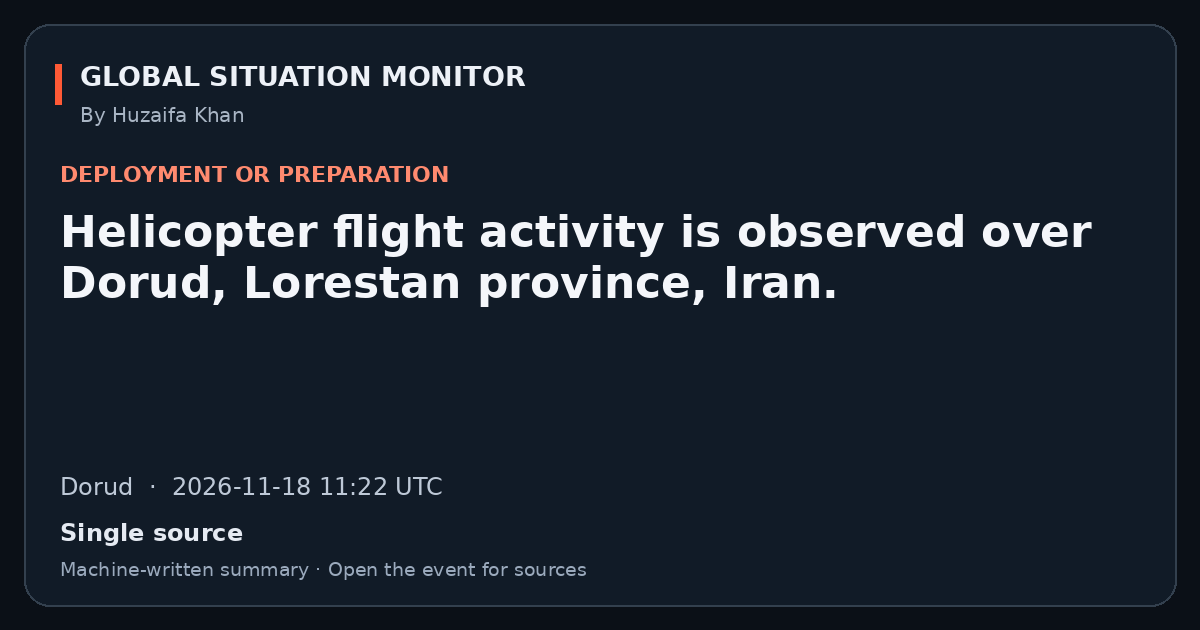 GLOBAL SITUATION MONITOR
By Huzaifa Khan
DEPLOYMENT OR PREPARATION
Helicopter flight activity is observed over
Dorud, Lorestan province, Iran.
Dorud · 2026-11-18 11:22 UTC
Single source
Machine-written summary · Open the event for sources